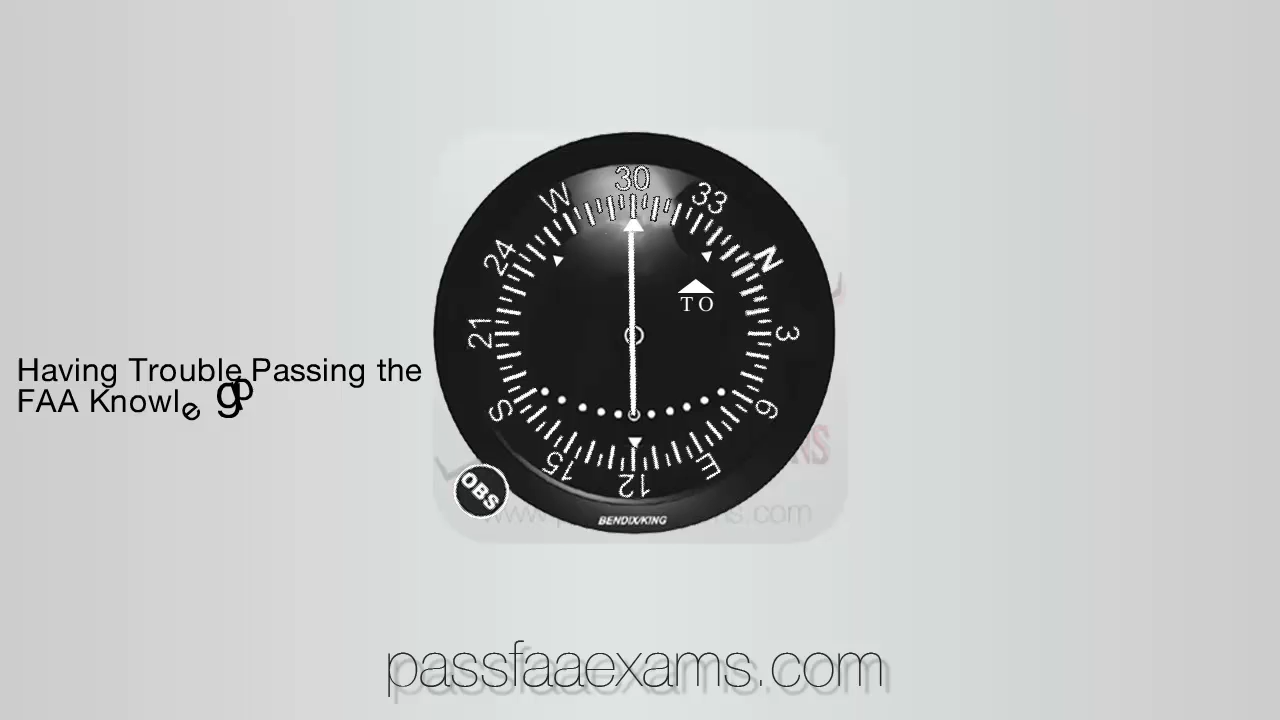 30
W
33
24
N
TO
21
3
Having Trouble Passing the
FAA Knowl
S
6
15
E
12
OBS
BENDIX/KING
passfaaexams.com